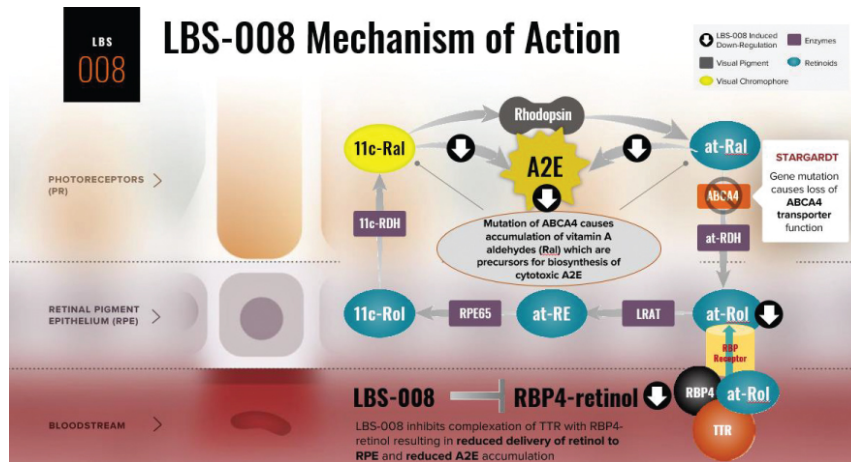 LBS
008
LBS-008 Mechanism of Action
LBS-008 Induced
Down-Regulation
Enzymes
Visual Pigment
Retinoids
Visual Chromophore
PHOTORECEPTORS
(PR)
Rhodopsin
11c-Ral
at-Ral
A2E
STARGARDT
Gene mutation
causes loss of
ABCA4
transporter
function
ABCA4
11c-RDH
at-RDH
Mutation of ABCA4 causes
accumulation of vitamin A
aldehydes (Ral) which are
precursors for biosynthesis of
cytotoxic A2E
RETINAL PIGMENT
EPITHELIUM (RPE)
11c-Rol
RPE65
at-RE
LRAT
at-Rol
RBP
Receptor
BLOODSTREAM
LBS-008
RBP4-retinol
RBP4
at-Rol
TTR
LBS-008 inhibits complexation of TTR with RBP4-
retinol resulting in reduced delivery of retinol to
RPE and reduced A2E accumulation